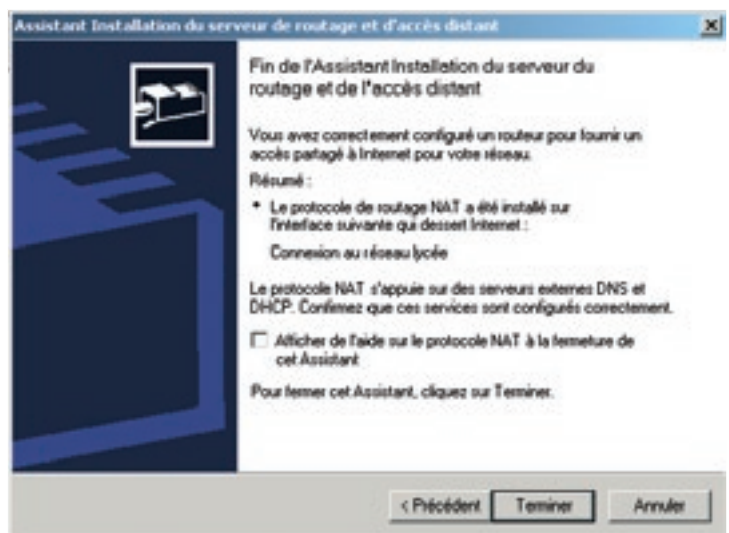 Assistant Installation du serveur de routage et d'accès distant
Fin de l'Assistant Installation du serveur du
routage et de l'accès distant
Vous avez correctement configuré un routeur pour fournir un
accès partagé à Internet pour votre réseau.
Résumé :
* Le protocole de routage NAT a été installé sur
l'interface suivante qui dessert Internet :
Connexion au réseau lycée
Le protocole NAT s'appuie sur des serveurs externes DNS et
DHCP. Confirmez que ces services sont configurés correctement.
Afficher de l'aide sur le protocole NAT à la fermeture de
cet Assistant
Pour fermer cet Assistant, cliquez sur Terminer.
< Précédent Terminer Annuler